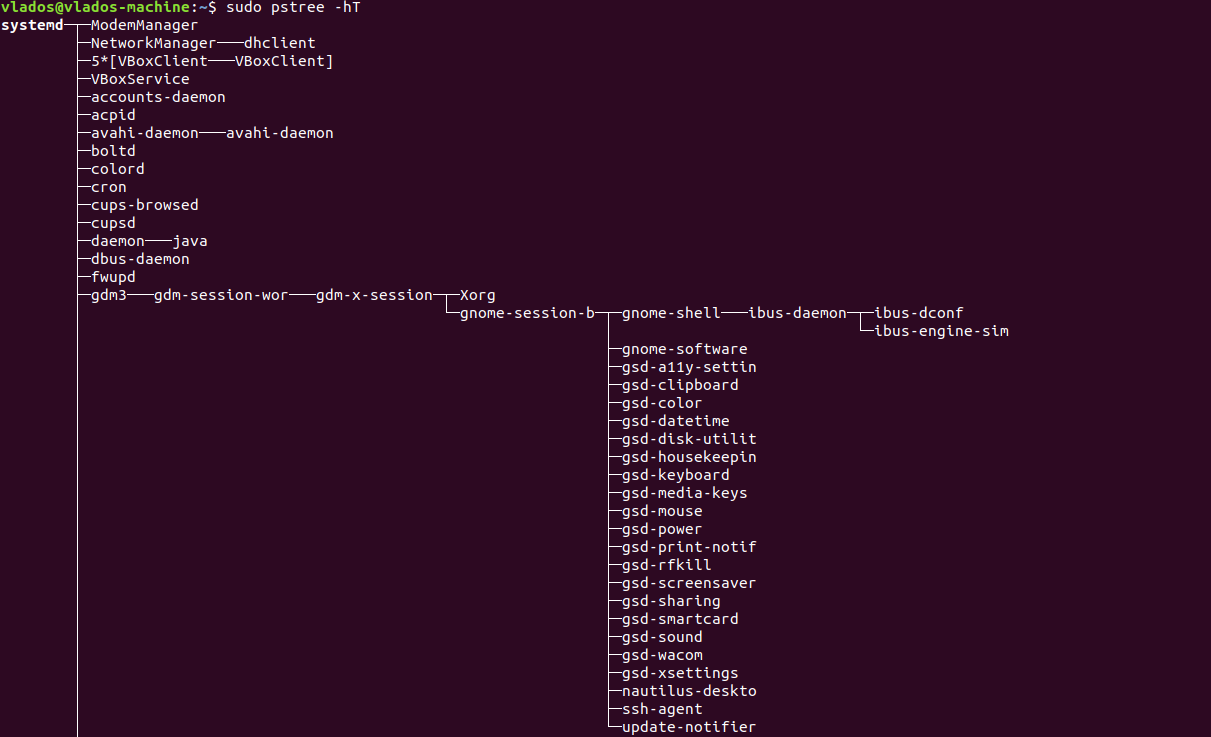 vlados@vlados-machine:~$ sudo pstree -hT
systemd─┬─ModemManager
        ├─NetworkManager───dhclient
        ├─5*[VBoxClient───VBoxClient]
        ├─VBoxService
        ├─accounts-daemon
        ├─acpid
        ├─avahi-daemon───avahi-daemon
        ├─boltd
        ├─colord
        ├─cron
        ├─cups-browsed
        ├─cupsd
        ├─daemon───java
        ├─dbus-daemon
        ├─fwupd
        ├─gdm3───gdm-session-wor───gdm-x-session─┬─Xorg
        │                                        └─gnome-session-b─┬─gnome-shell───ibus-daemon─┬─ibus-dconf
        │                                                          │                           └─ibus-engine-sim
        │                                                          ├─gnome-software
        │                                                          ├─gsd-a11y-settin
        │                                                          ├─gsd-clipboard
        │                                                          ├─gsd-color
        │                                                          ├─gsd-datetime
        │                                                          ├─gsd-disk-utilit
        │                                                          ├─gsd-housekeepin
        │                                                          ├─gsd-keyboard
        │                                                          ├─gsd-media-keys
        │                                                          ├─gsd-mouse
        │                                                          ├─gsd-power
        │                                                          ├─gsd-print-notif
        │                                                          ├─gsd-rfkill
        │                                                          ├─gsd-screensaver
        │                                                          ├─gsd-sharing
        │                                                          ├─gsd-smartcard
        │                                                          ├─gsd-sound
        │                                                          ├─gsd-wacom
        │                                                          ├─gsd-xsettings
        │                                                          ├─nautilus-deskto
        │                                                          ├─ssh-agent
        │                                                          └─update-notifier